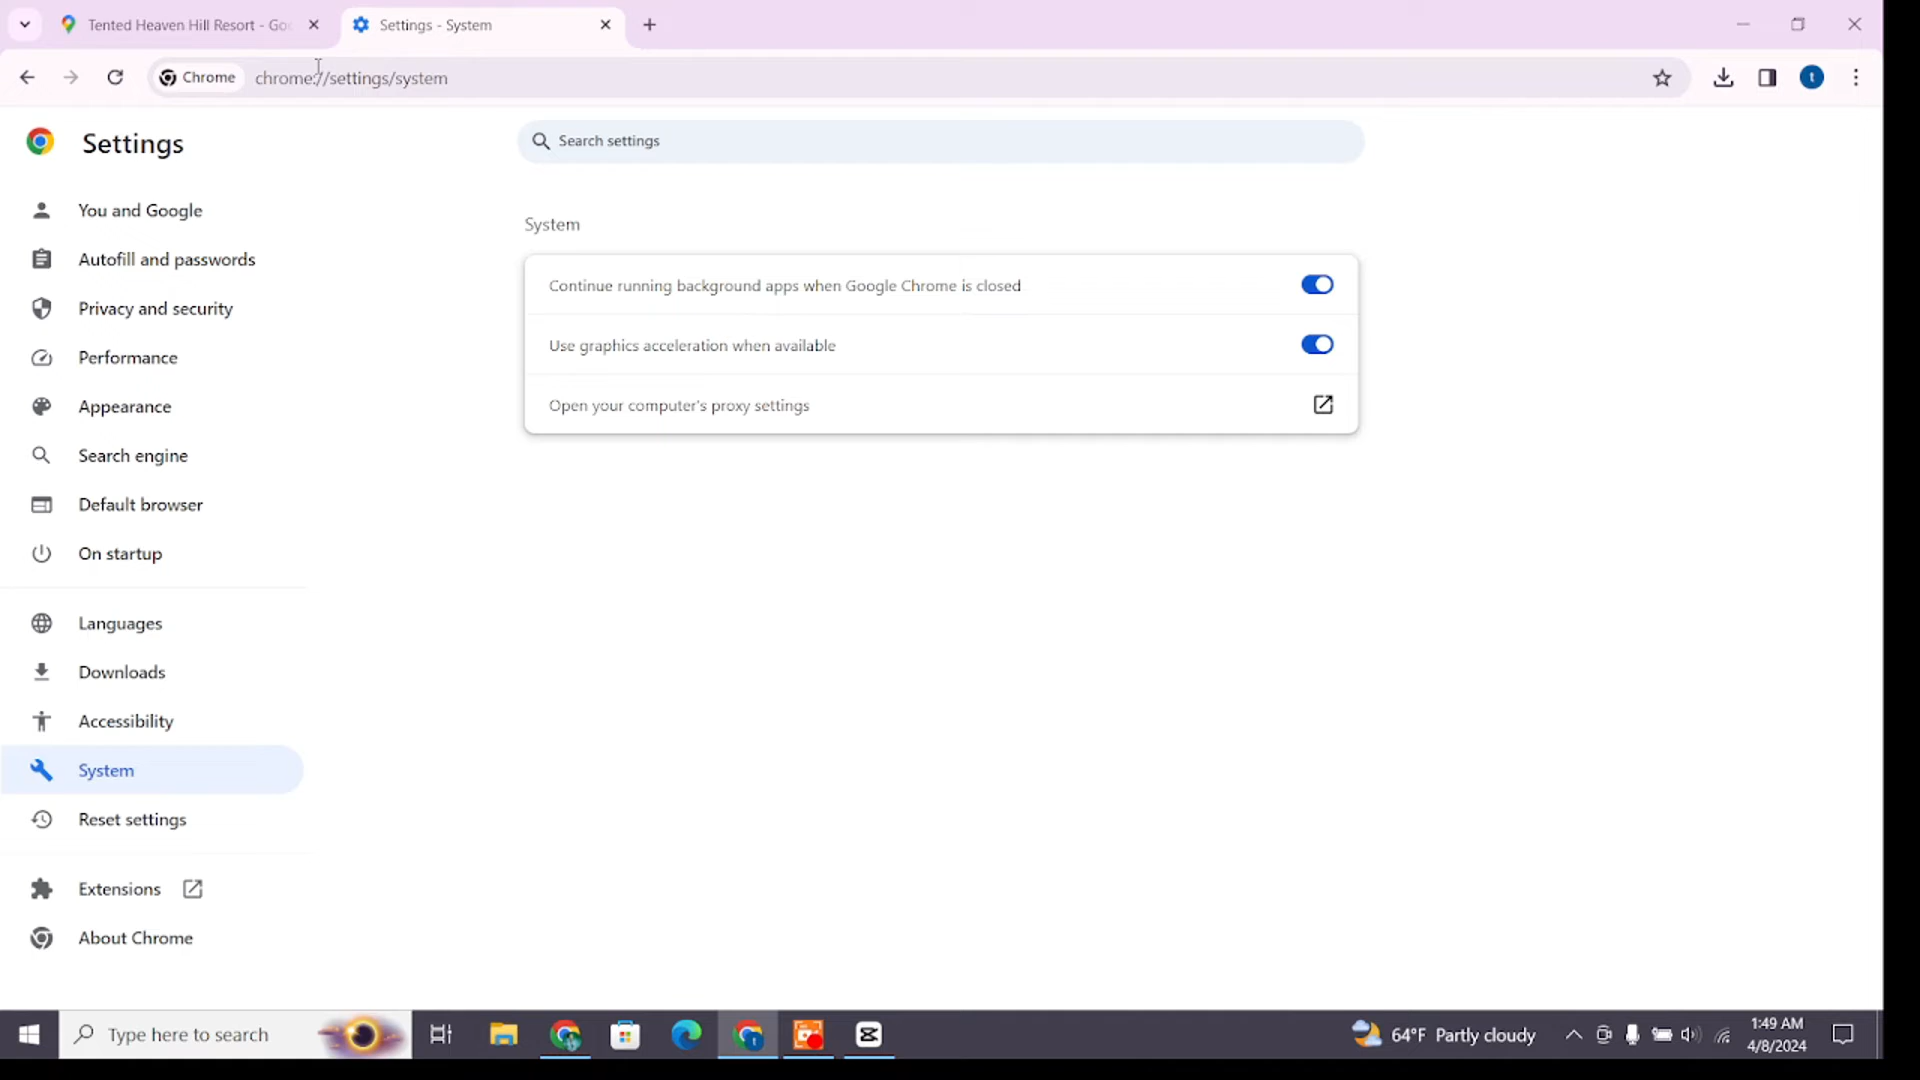 Tented Heaven Hill Resort - Goo
Settings - System
Chrome
chrome://settings/system
t
Settings
Search settings
You and Google
Autofill and passwords
Privacy and security
Performance
Appearance
Search engine
Default browser
On startup
Languages
Downloads
Accessibility
System
Reset settings
Extensions
About Chrome
System
Continue running background apps when Google Chrome is closed
Use graphics acceleration when available
Open your computer's proxy settings
Type here to search
64°F Partly cloudy
1:49 AM
4/8/2024